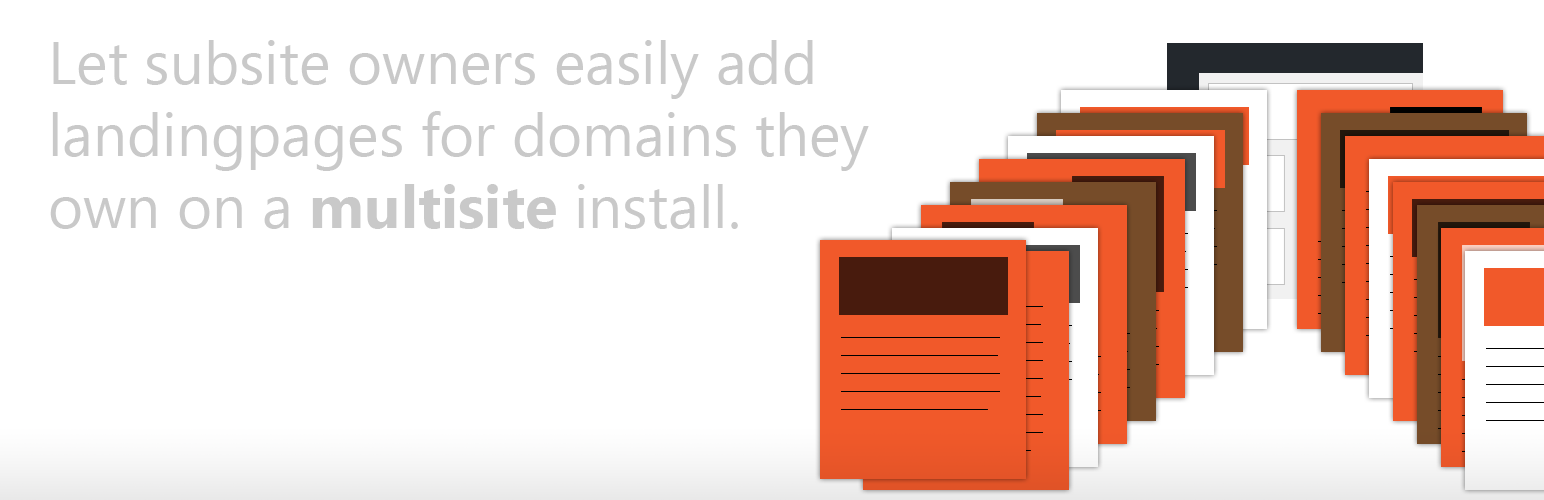 Let subsite owners easily add
landingpages for domains they
own on a multisite install.